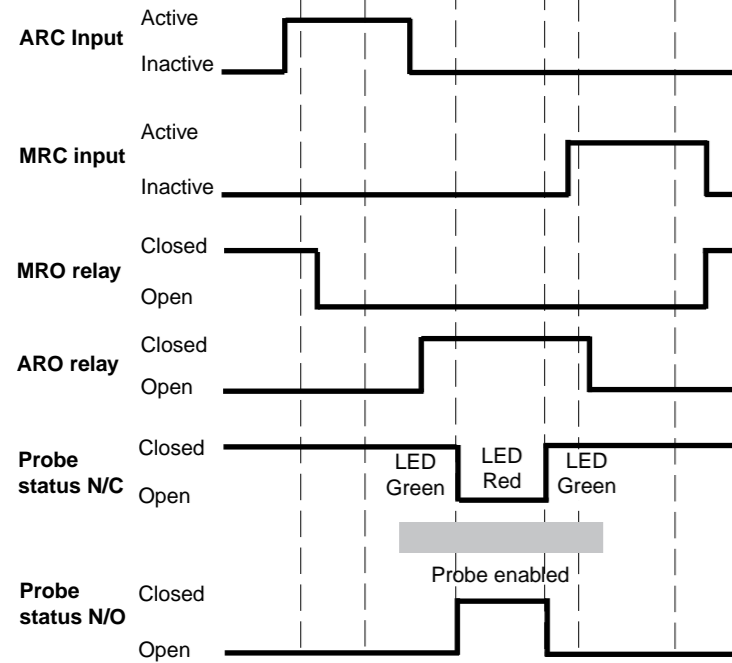 ARC Input
Active
Inactive
MRC input
Active
Inactive
MRO relay
Closed
Open
ARO relay
Closed
Open
Probe
status N/C
Closed
Open
LED
Green
LED
Red
LED
Green
Probe enabled
Probe
status N/O
Closed
Open